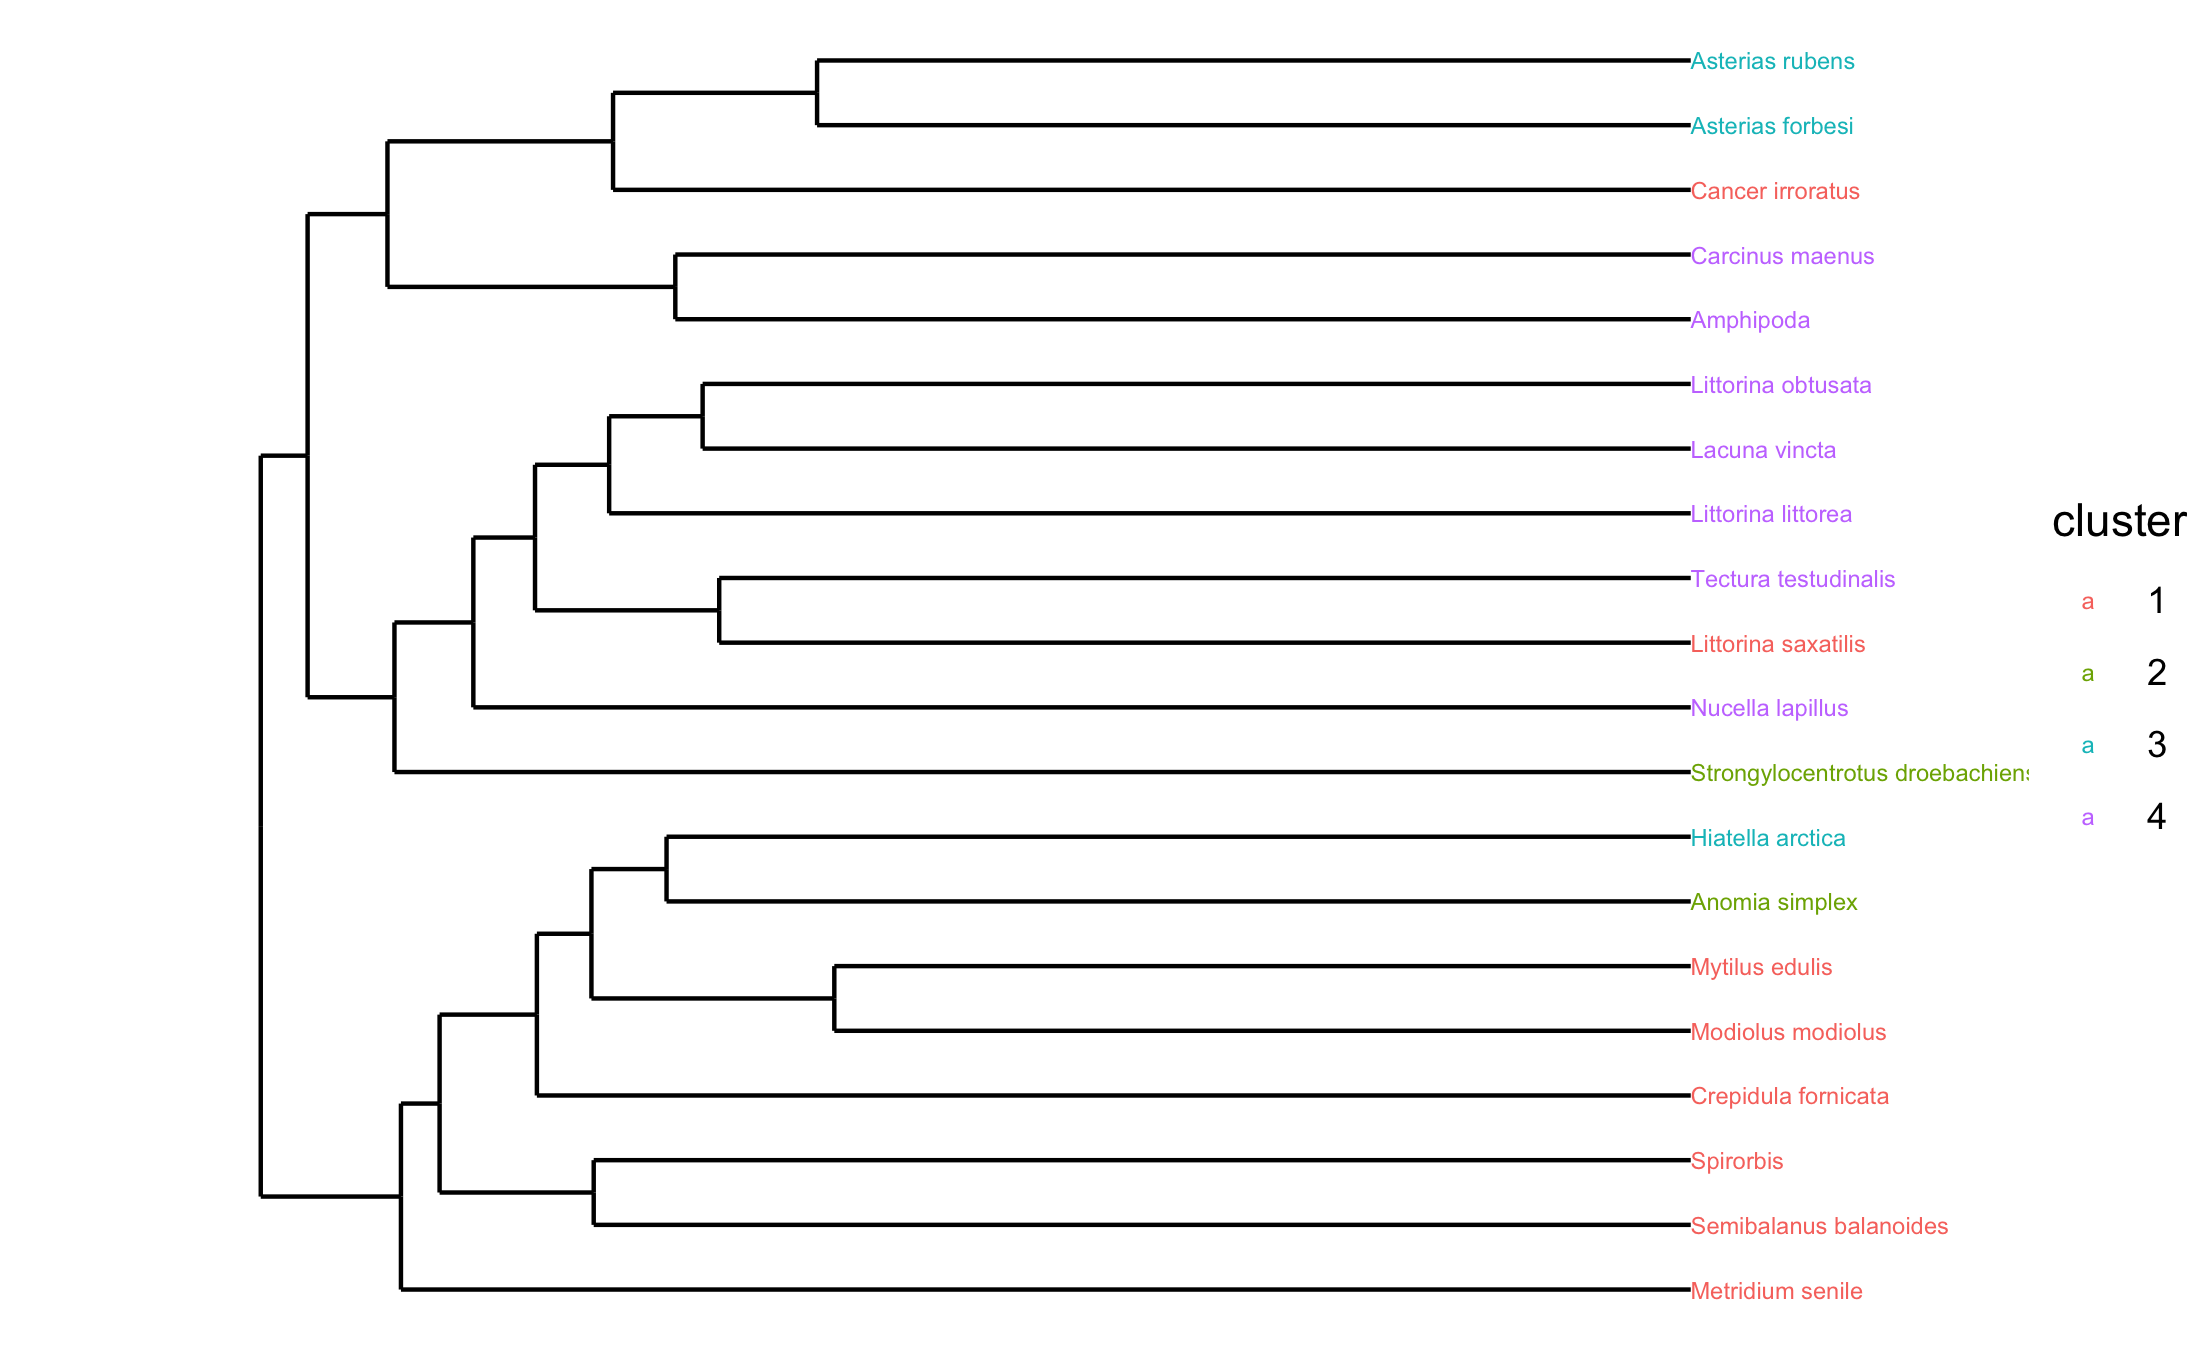 Asterias rubens
Asterias forbesi
Cancer irroratus
Carcinus maenus
Amphipoda
Littorina obtusata
Lacuna vincta
Littorina littorea
Tectura testudinalis
Littorina saxatilis
Nucella lapillus
Strongylocentrotus
Hiatella arctica
Anomia simplex
Mytilus edulis
Modiolus modiolus
Crepidula fornicata
Spirorbis
Semibalanus balanoides
Metridium senile
cluster
a 1
a 2
a 3
a 4